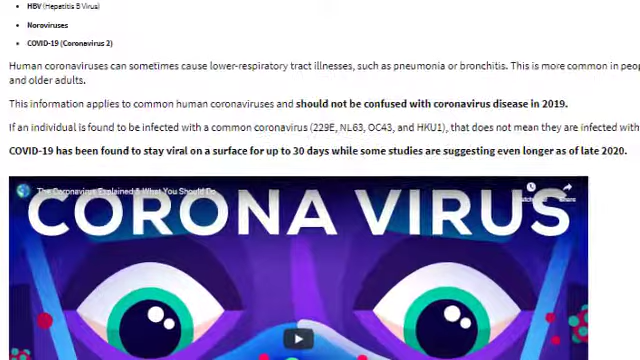 HBV (Hepatitis B Virus)
Noroviruses
COVID-19 (Coronavirus 2)
Human coronaviruses can sometimes cause lower-respiratory tract illnesses, such as pneumonia or bronchitis. This is more common in peo
and older adults.
This information applies to common human coronaviruses and should not be confused with coronavirus disease in 2019.
If an individual is found to be infected with a common coronavirus (229E, NL63, OC43, and HKU1), that does not mean they are infected with
COVID-19 has been found to stay viral on a surface for up to 30 days while some studies are suggesting even longer as of late 2020.
The Coronavirus Explained & What You Should Do
Share
CORONA VIRUS